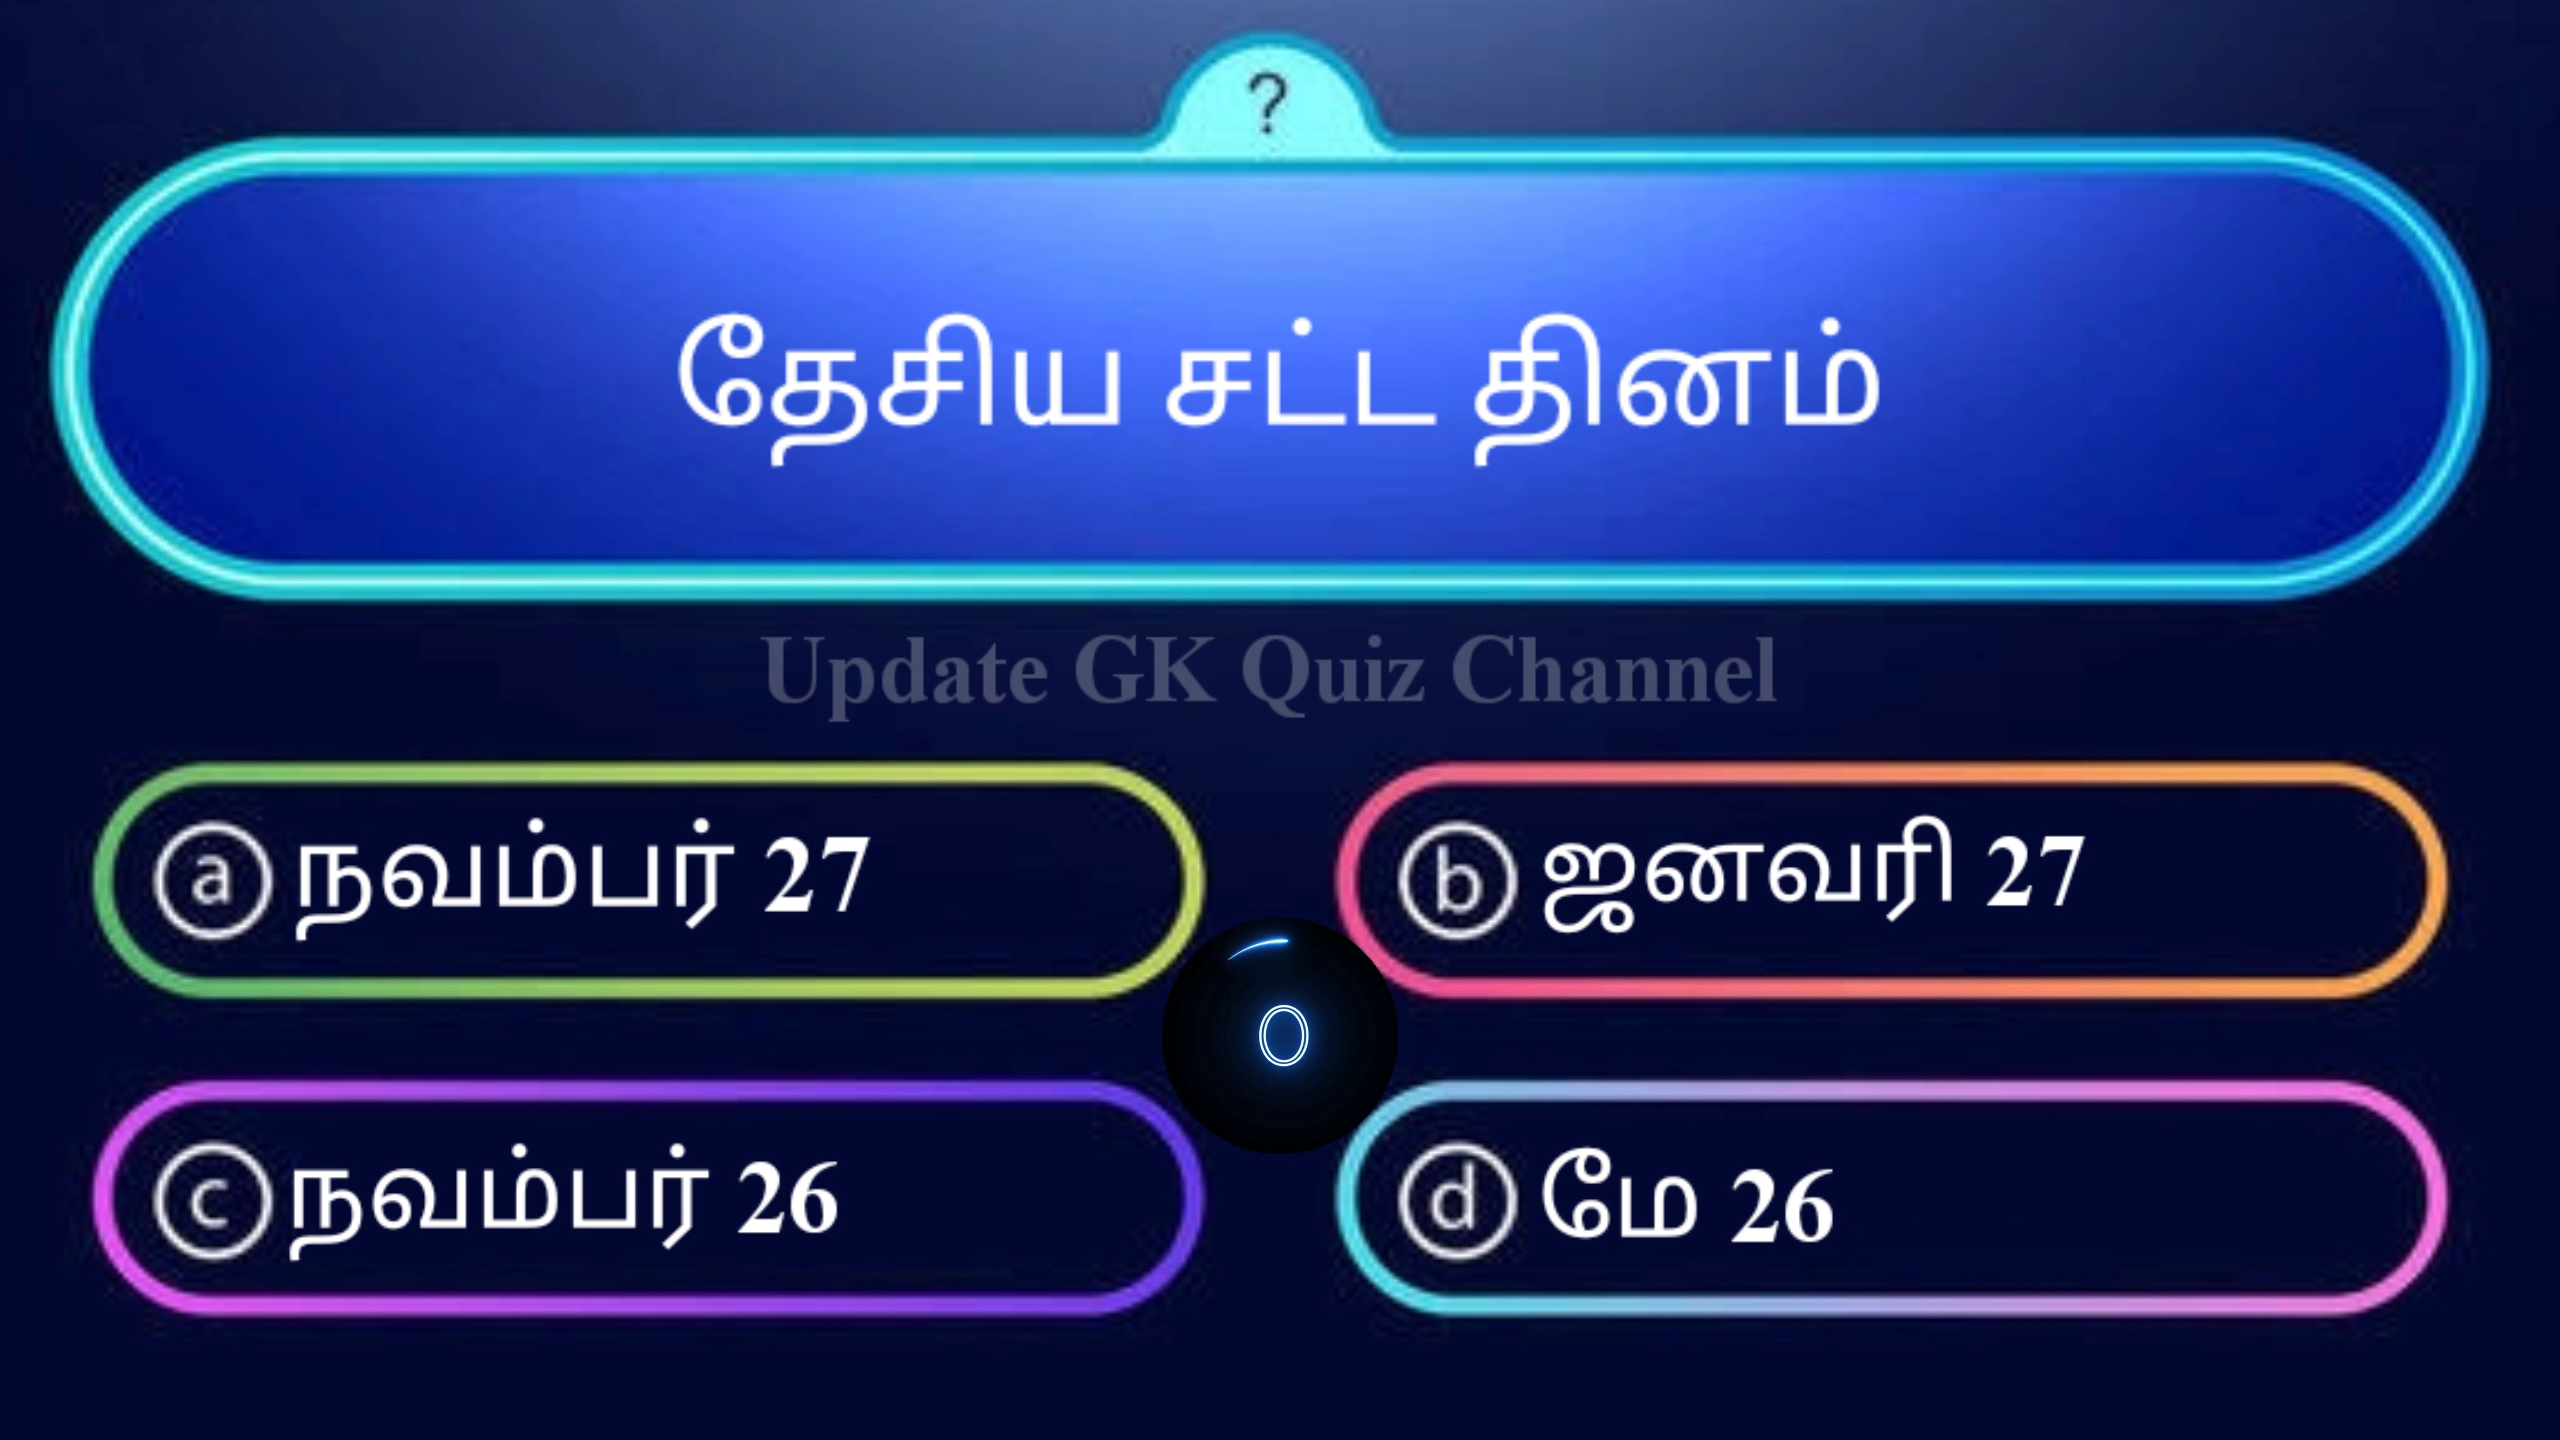 ?
தேசிய சட்ட தினம்
Update GK Quiz Channel
a நவம்பர் 27
b ஜனவரி 27
0
c நவம்பர் 26
d மே 26